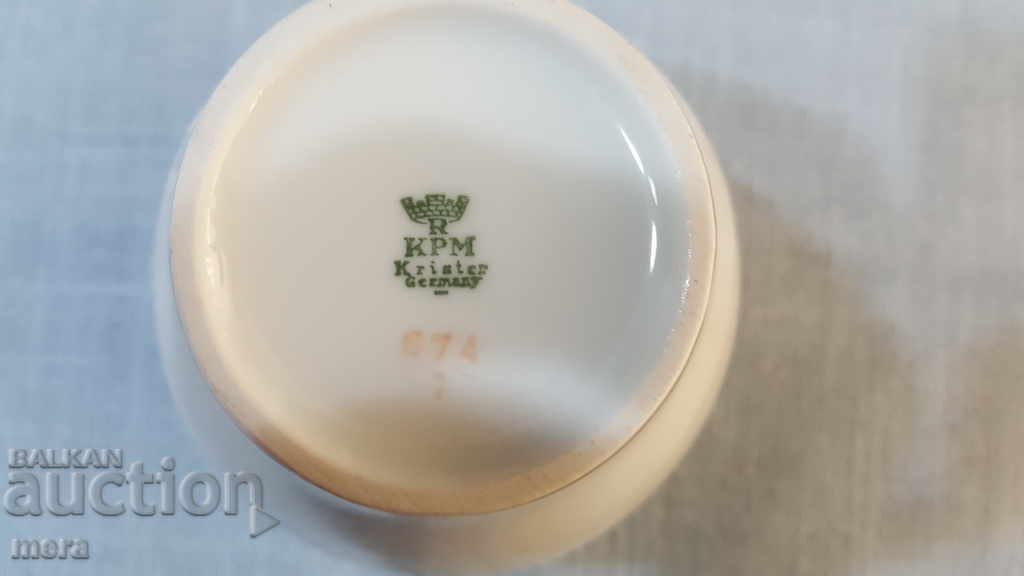 R
KPM
Krister
Germany
674
BALKAN
auction
mera